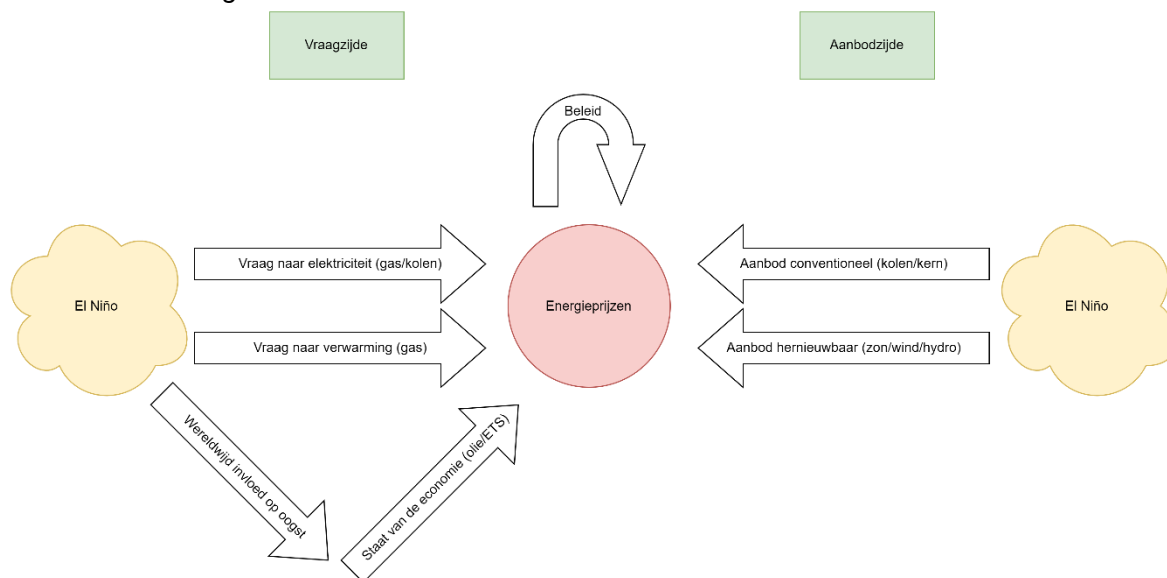 Vraagzijde
Aanbodzijde
Beleid
El Niño
Vraag naar elektriciteit (gas/kolen)
Vraag naar verwarming (gas)
Energieprijzen
Aanbod conventioneel (kolen/kern)
Aanbod hernieuwbaar (zon/wind/hydro)
El Niño
Wereldwijd invloed op oogst
Staat van de economie (olie/ETS)